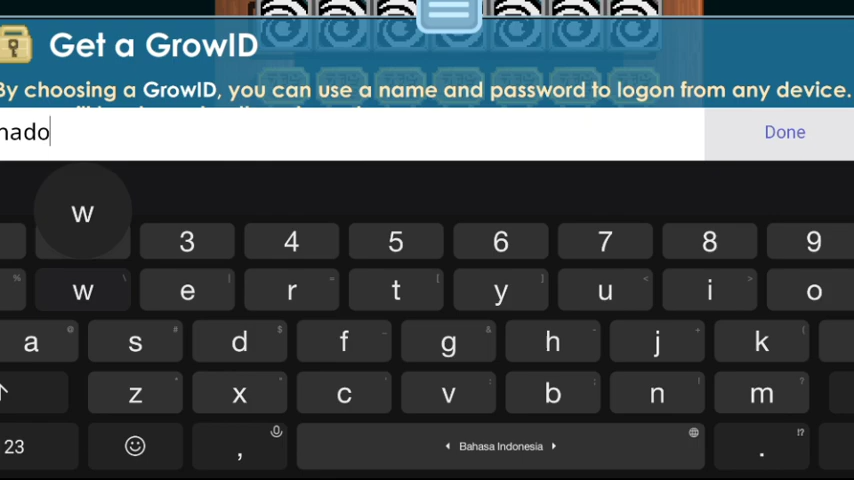 Get a GrowID
By choosing a GrowID, you can use a name and password to logon from any device.
nado
Done
w
3 4 5 6 7 8 9
w e r t y u i o
a s d f g h j k
z x c v b n m
23 , Bahasa Indonesia .